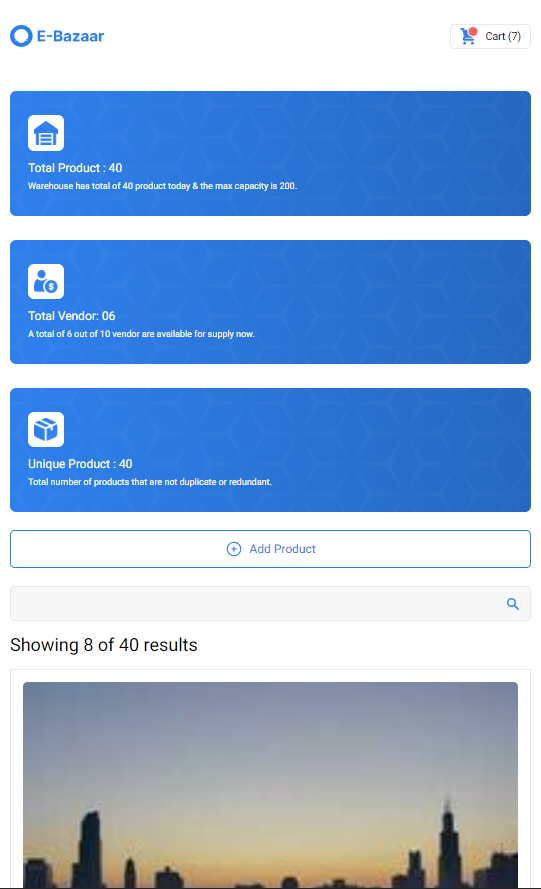 E-Bazaar
Cart (7)
Total Product : 40
Warehouse has total of 40 product today & the max capacity is 200.
Total Vendor: 06
A total of 6 out of 10 vendor are available for supply now.
Unique Product : 40
Total number of products that are not duplicate or redundant.
Add Product
Showing 8 of 40 results